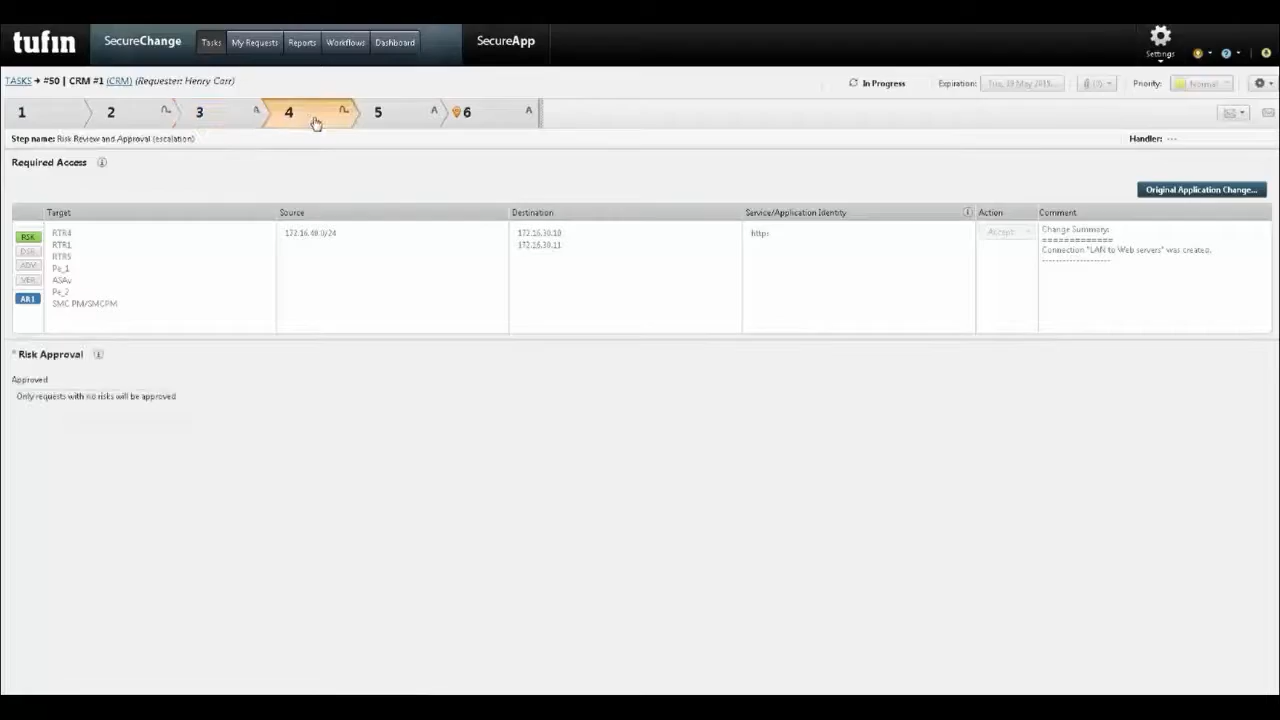 tufin SecureChange Tasks My Requests Reports Workflows Dashboard SecureApp Settings
TASKS → #50 | CRM #1 (CRM) (Requester: Henry Carr) In Progress Expiration: Priority: Normal
1 2 3 A 4 5 A 6 A
Step name: Risk Review and Approval (escalation) Handler: ---
Required Access
Original Application Change...
Target Source Destination Service/Application Identity Action Comment
RSK
DSR
VER
AR1
RTR4
RTR1
RTR5
Pe_1
ASAv
Pe_2
SMC PM/SMCPM
172.16.40.0/24
172.16.30.10
172.16.30.11
https
Accept
Change Summary:
=============
Connection "LAN to Web servers" was created.
-------------------
* Risk Approval
Approved
Only requests with no risks will be approved